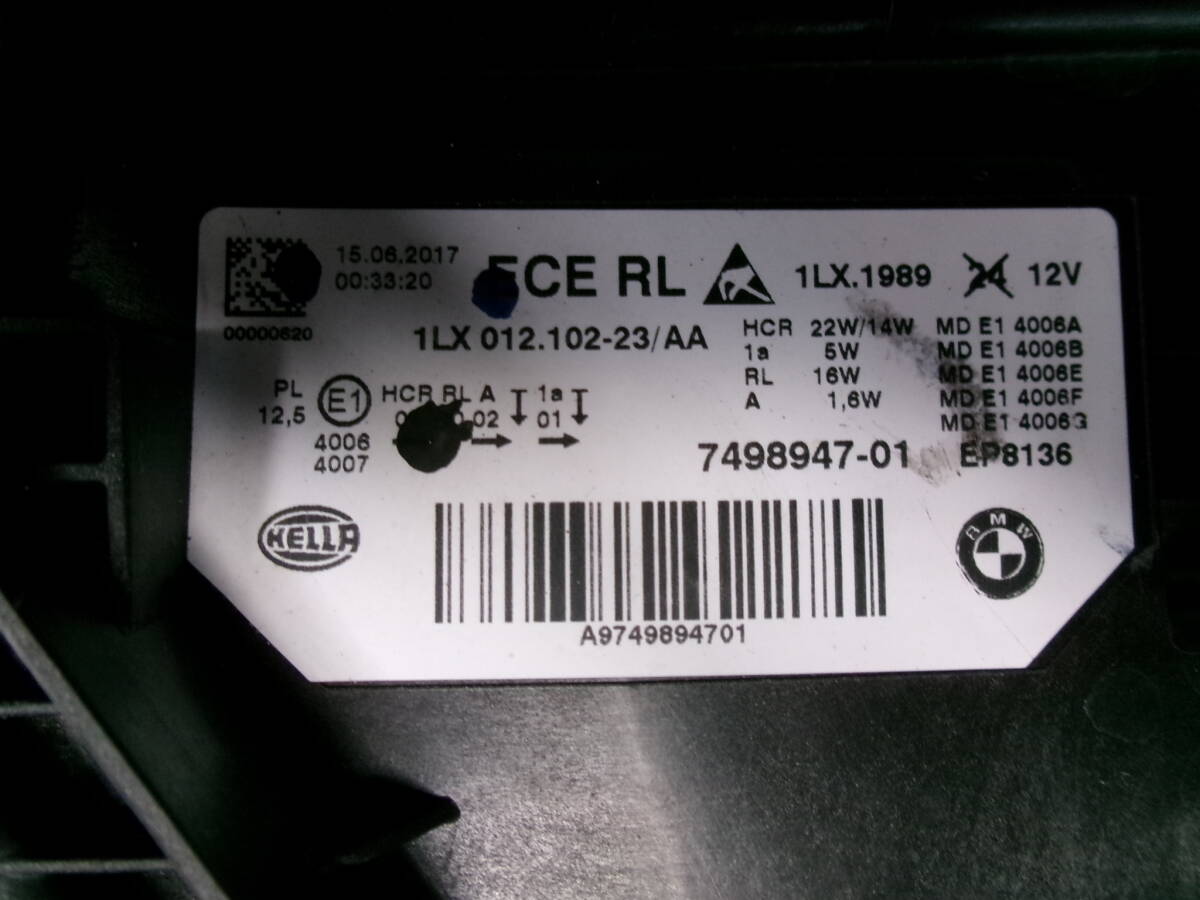 15.06.2017
00:33:20
00000620
ECE RL
1LX.1989
24 12V
1LX 012.102-23/AA
HCR 22W/14W MD E1 4006A
1a 5W MD E1 4006B
RL 16W MD E1 4006E
A 1,6W MD E1 4006F
MD E1 4006G
PL
12,5
E1
4006
4007
HCR RL A 1a
02 01
7498947-01 EP8136
HELLA
BMW
A9749894701